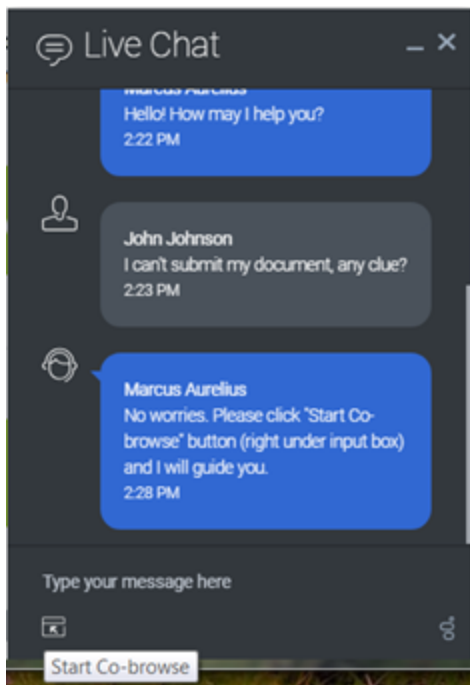 Live Chat
Marcus Aurelius
Hello! How may I help you?
2:22 PM
John Johnson
I can't submit my document, any clue?
2:23 PM
Marcus Aurelius
No worries. Please click "Start Co-
browse" button (right under input box)
and I will guide you.
2:28 PM
Type your message here
Start Co-browse